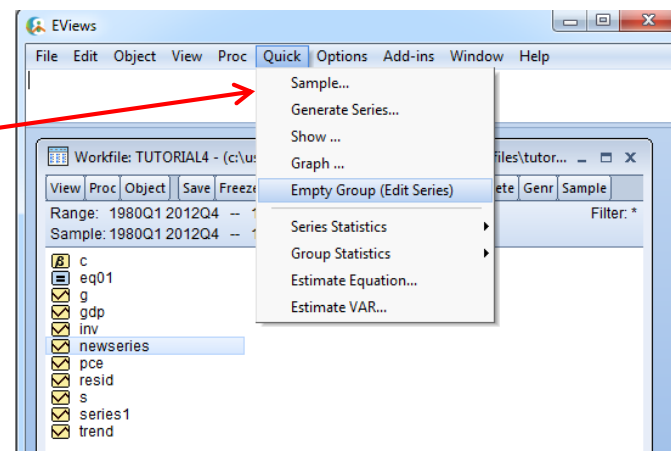 EViews
File Edit Object View Proc Quick Options Add-ins Window Help
Sample...
Generate Series...
Show ...
Graph ...
Empty Group (Edit Series)
Series Statistics
Group Statistics
Estimate Equation...
Estimate VAR...
Workfile: TUTORIAL4 - (c:\us files\tutor...
View Proc Object Save Freeze ete Genr Sample
Range: 1980Q1 2012Q4 -- 1 Filter: *
Sample: 1980Q1 2012Q4 -- 1
β c
eq01
g
gdp
inv
newseries
pce
resid
s
series1
trend